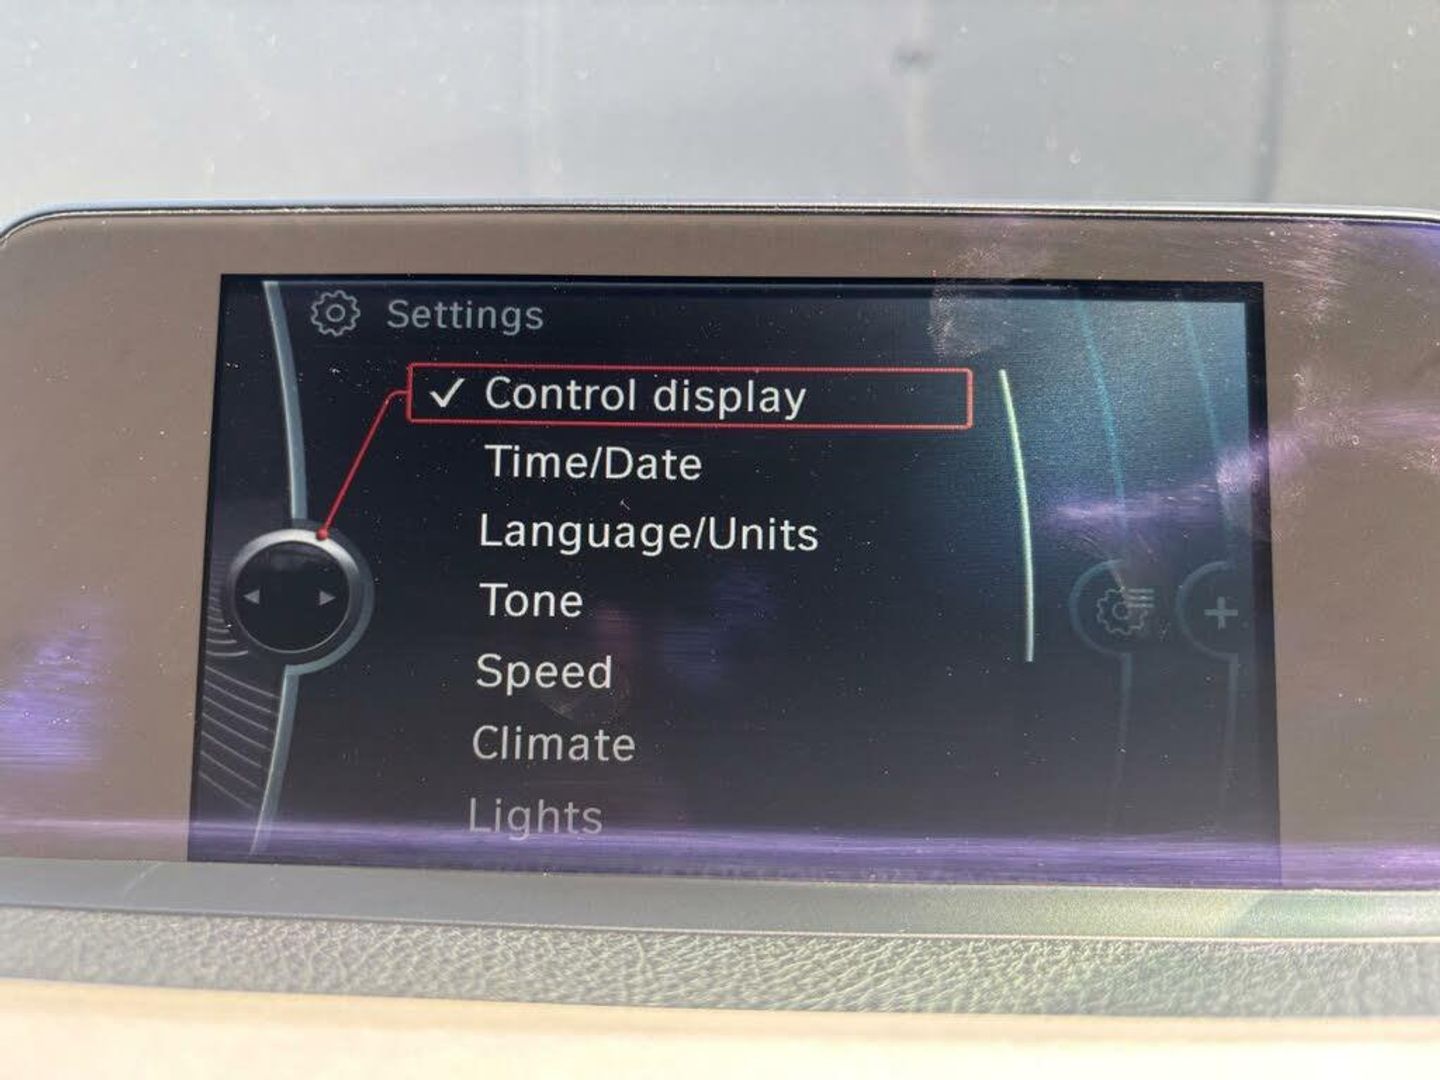 Settings
✓ Control display
Time/Date
Language/Units
Tone
Speed
Climate
Lights